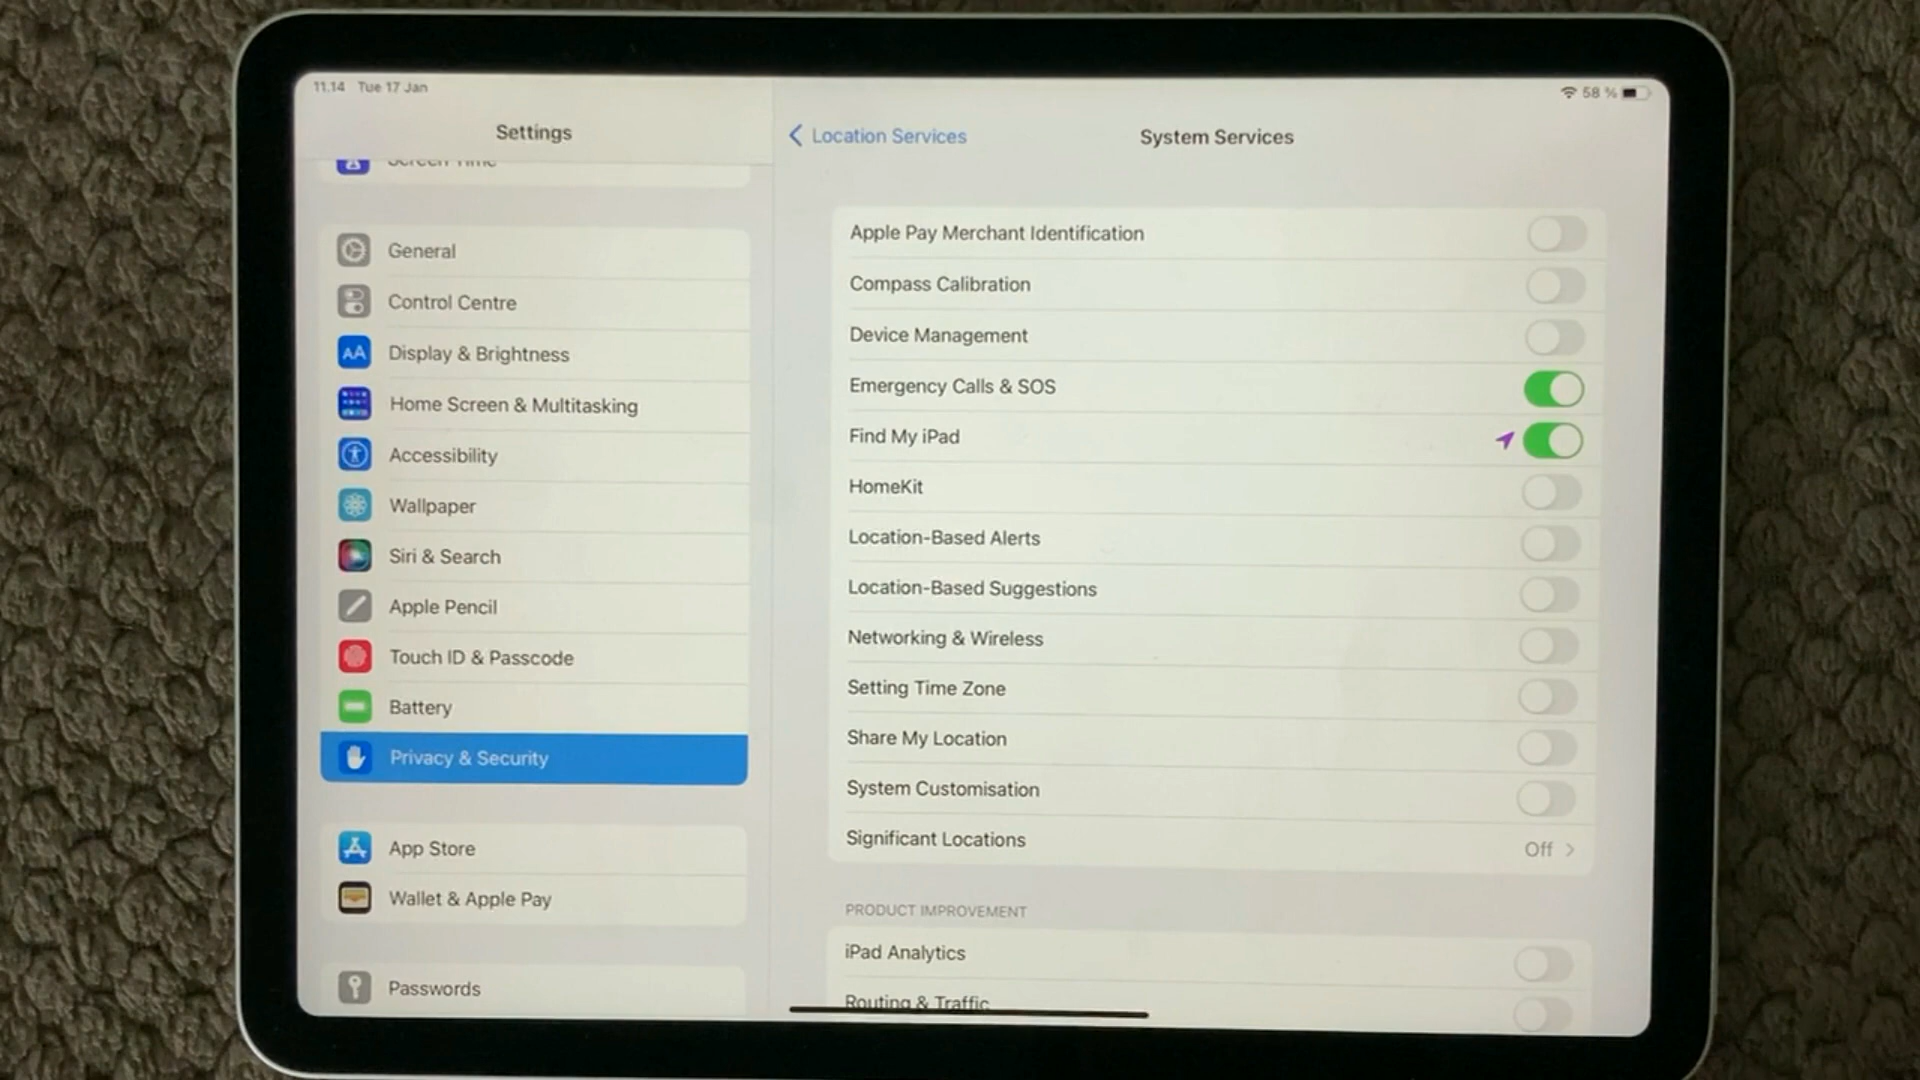 11.14 Tue 17 Jan
58 %
Settings
Screen Time
General
Control Centre
AA Display & Brightness
Home Screen & Multitasking
Accessibility
Wallpaper
Siri & Search
Apple Pencil
Touch ID & Passcode
Battery
Privacy & Security
App Store
Wallet & Apple Pay
Passwords
Location Services
System Services
Apple Pay Merchant Identification
Compass Calibration
Device Management
Emergency Calls & SOS
Find My iPad
HomeKit
Location-Based Alerts
Location-Based Suggestions
Networking & Wireless
Setting Time Zone
Share My Location
System Customisation
Significant Locations Off
PRODUCT IMPROVEMENT
iPad Analytics
Routing & Traffic